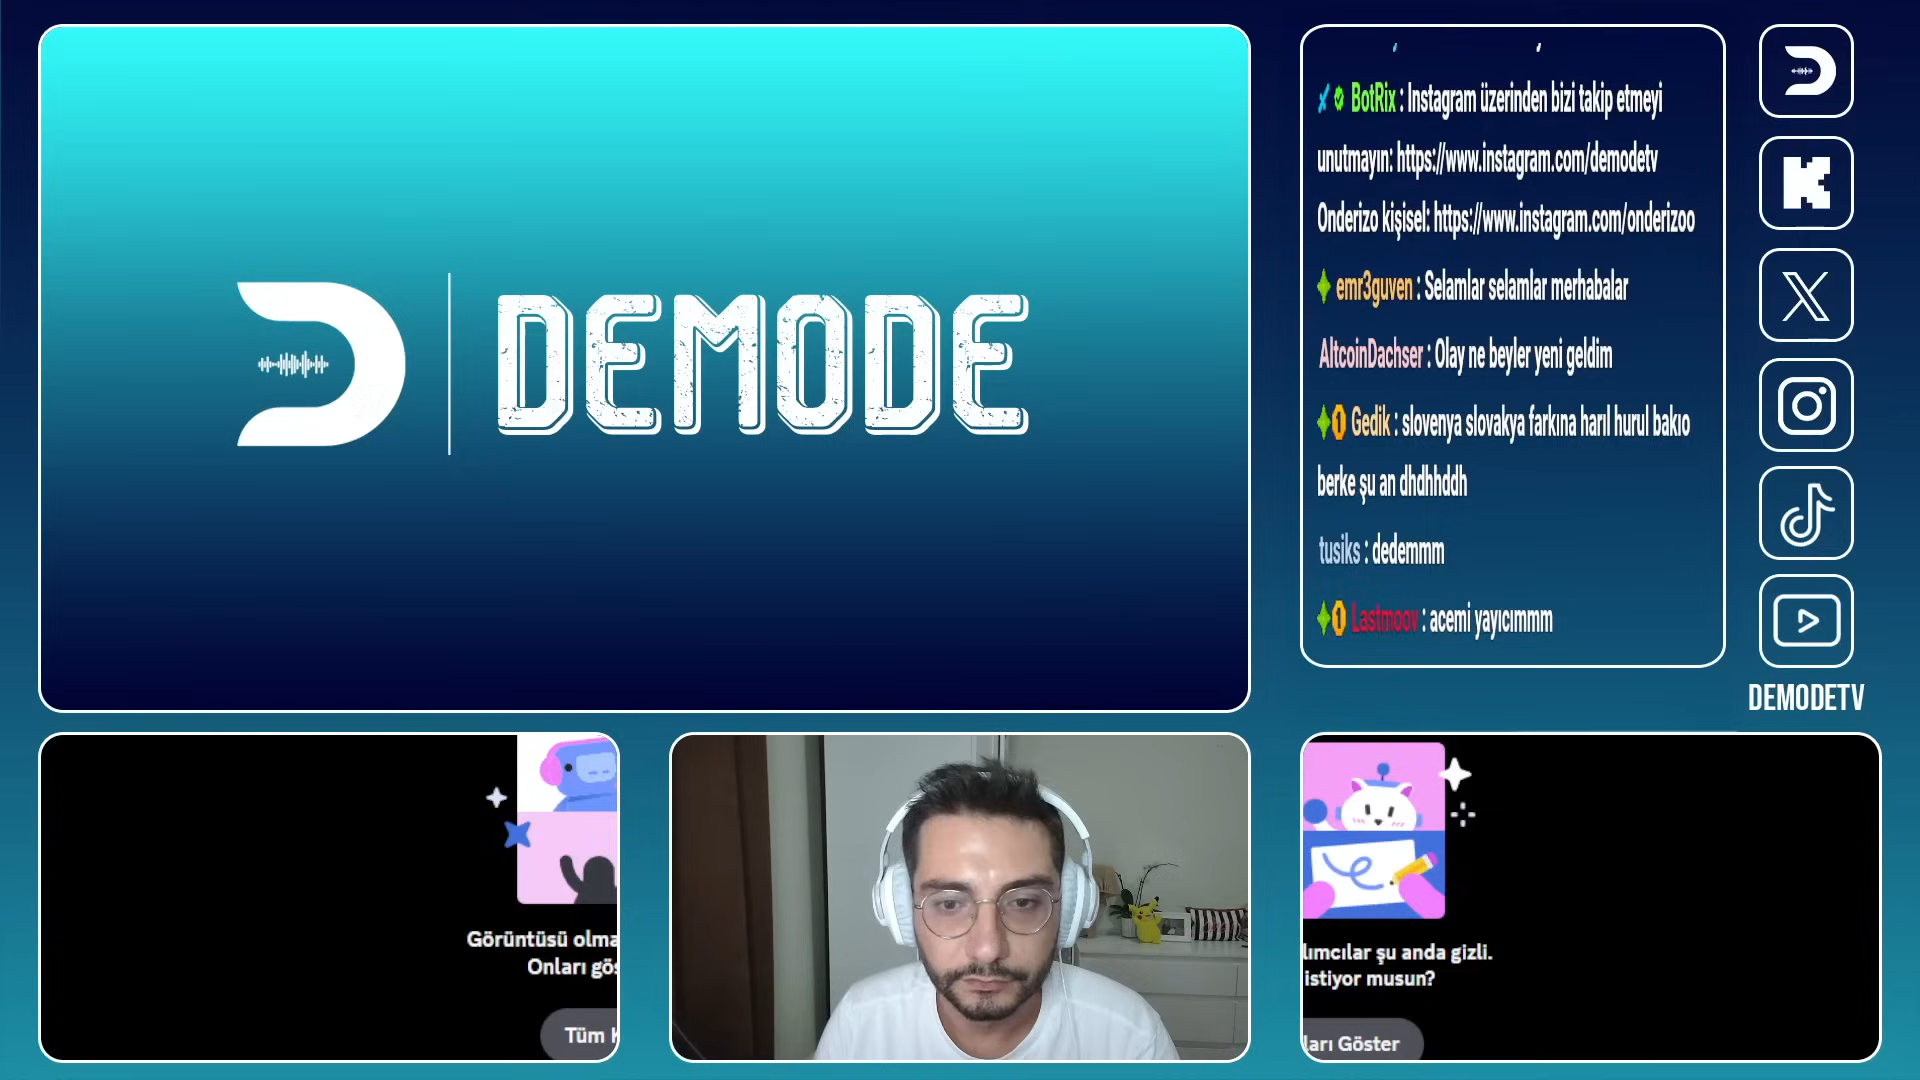 DEMODE
BotRix : Instagram üzerinden bizi takip etmeyi
unutmayın: https://www.instagram.com/demodetv
Onderizo kişisel: https://www.instagram.com/onderizoo
emr3guven : Selamlar selamlar merhabalar
AltcoinDachser : Olay ne beyler yeni geldim
1 Gedik : slovenya slovakya farkına harıl hurul bakıo
berke şu an dhdhhddh
tusiks : dedemmm
1 Lastmoov : acemi yayıcımmm
DEMODETV
Görüntüsü olma
Onları gös
Tüm K
lımcılar şu anda gizli.
istiyor musun?
ları Göster